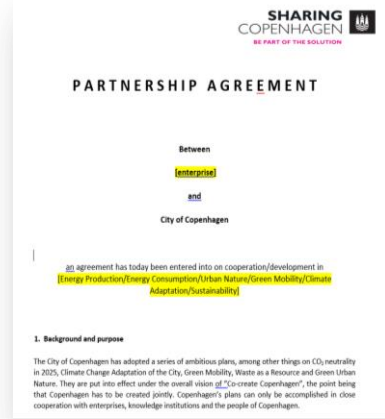 SHARING
COPENHAGEN
BE PART OF THE SOLUTION
PARTNERSHIP AGREEMENT
Between
[enterprise]
and
City of Copenhagen
an agreement has today been entered into on cooperation/development in
[Energy Production/Energy Consumption/Urban Nature/Green Mobility/Climate
Adaptation/Sustainability]
1. Background and purpose
The City of Copenhagen has adopted a series of ambitious plans, among other things on CO₂ neutrality
in 2025, Climate Change Adaptation of the City, Green Mobility, Waste as a Resource and Green Urban
Nature. They are put into effect under the overall vision of "Co-create Copenhagen", the point being
that Copenhagen has to be created jointly. Copenhagen's plans can only be accomplished in close
cooperation with enterprises, knowledge institutions and the people of Copenhagen.